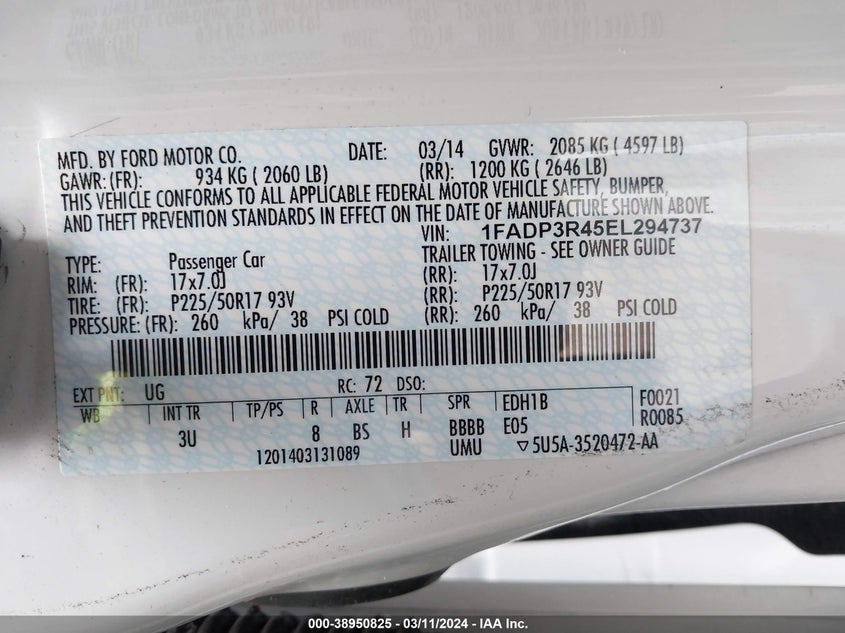 MFD. BY FORD MOTOR CO. DATE: 03/14 GVWR: 2085 KG ( 4597 LB)
GAWR: (FR): 934 KG ( 2060 LB) (RR): 1200 KG ( 2646 LB)
THIS VEHICLE CONFORMS TO ALL APPLICABLE FEDERAL MOTOR VEHICLE SAFETY, BUMPER,
AND THEFT PREVENTION STANDARDS IN EFFECT ON THE DATE OF MANUFACTURE SHOWN ABOVE.
VIN: 1FADP3R45EL294737
TYPE: Passenger Car TRAILER TOWING - SEE OWNER GUIDE
RIM: (FR): 17x7.0J (RR): 17x7.0J
TIRE: (FR): P225/50R17 93V (RR): P225/50R17 93V
PRESSURE: (FR): 260 kPa/ 38 PSI COLD (RR): 260 kPa/ 38 PSI COLD
EXT PNT: UG RC: 72 DSO:
WB INT TR TP/PS R AXLE TR SPR EDH1B F0021
3U 8 BS H BBBB E05 R0085
1201403131089 UMU ▽5U5A-3520472-AA
000-38950825 - 03/11/2024 - IAA Inc.